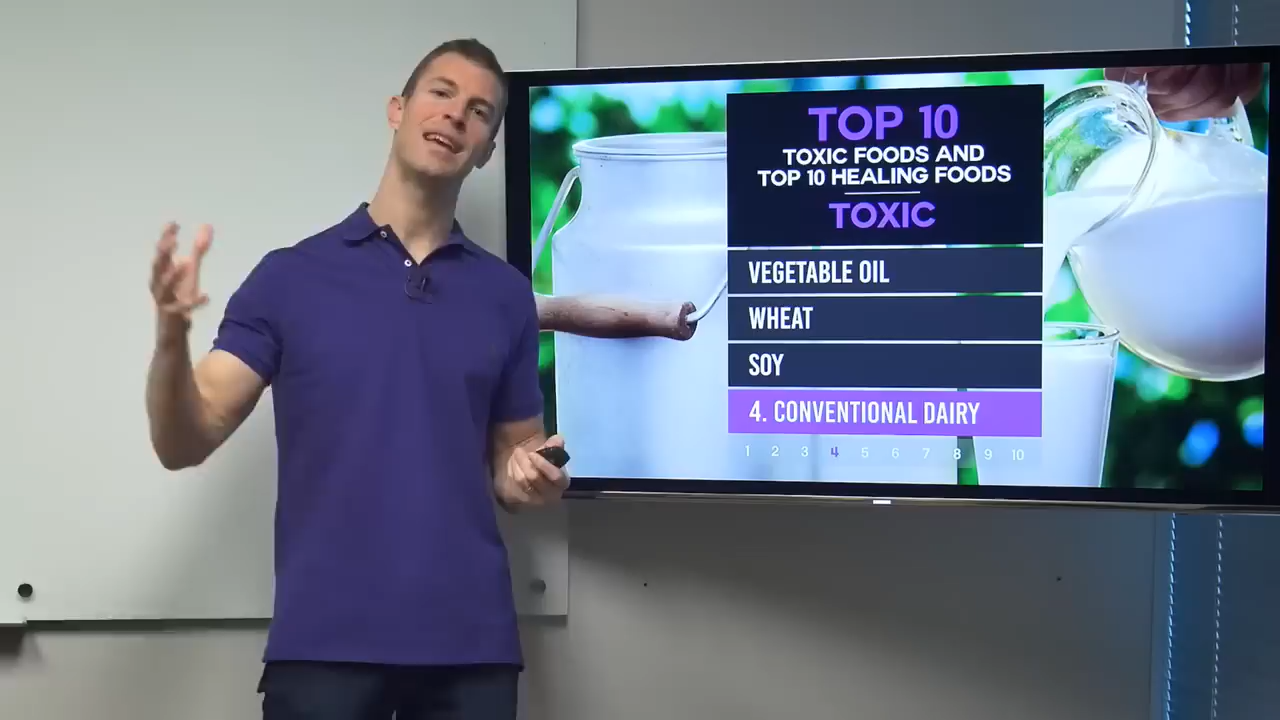 TOP 10
TOXIC FOODS AND
TOP 10 HEALING FOODS
TOXIC
VEGETABLE OIL
WHEAT
SOY
4. CONVENTIONAL DAIRY
1 2 3 4 5 6 7 8 9 10